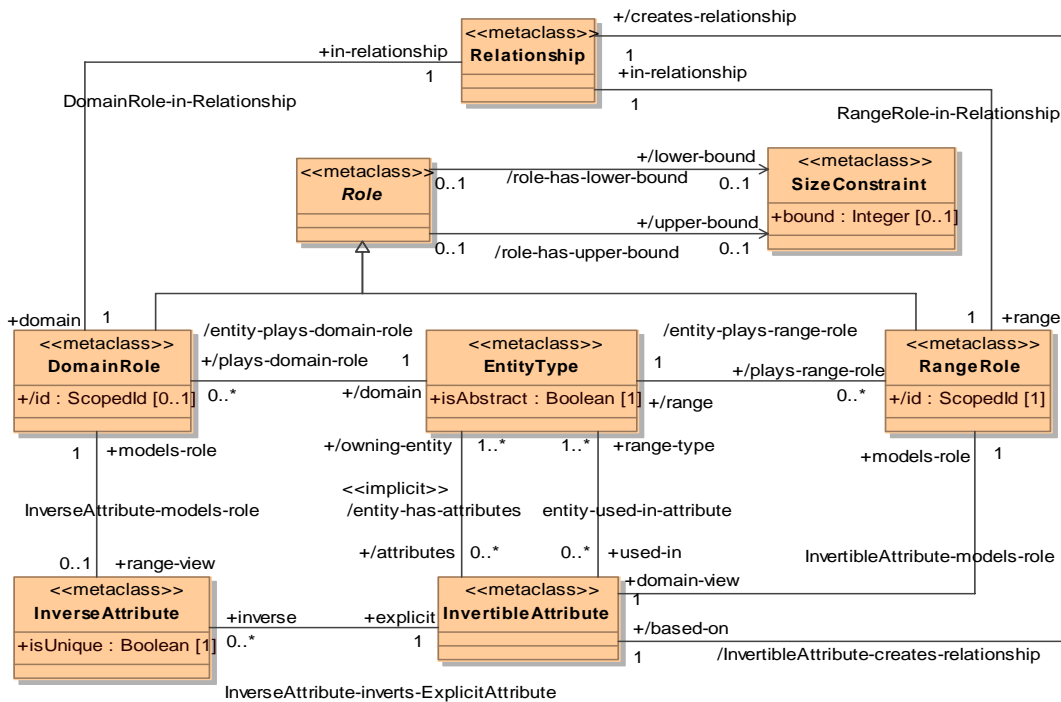 +/creates-relationship
<<metaclass>>
Relationship
+in-relationship
1
1
+in-relationship
1
DomainRole-in-Relationship
RangeRole-in-Relationship
<<metaclass>>
Role
+/lower-bound
0..1
/role-has-lower-bound
0..1
<<metaclass>>
SizeConstraint
+bound : Integer [0..1]
+/upper-bound
0..1
/role-has-upper-bound
0..1
+domain
1
/entity-plays-domain-role
/entity-plays-range-role
1
+range
<<metaclass>>
DomainRole
+/id : ScopedId [0..1]
+/plays-domain-role
1
0..*
+/domain
<<metaclass>>
EntityType
+isAbstract : Boolean [1]
1
+/plays-range-role
+/range
0..*
<<metaclass>>
RangeRole
+/id : ScopedId [1]
1
+models-role
+/owning-entity
1..*
1..*
+range-type
+models-role
1
<<implicit>>
InverseAttribute-models-role
/entity-has-attributes
entity-used-in-attribute
+/attributes
0..*
0..*
+used-in
InvertibleAttribute-models-role
0..1
+range-view
+domain-view
1
<<metaclass>>
InverseAttribute
+isUnique : Boolean [1]
+inverse
0..*
+explicit
1
<<metaclass>>
InvertibleAttribute
+/based-on
1
/InvertibleAttribute-creates-relationship
InverseAttribute-inverts-ExplicitAttribute